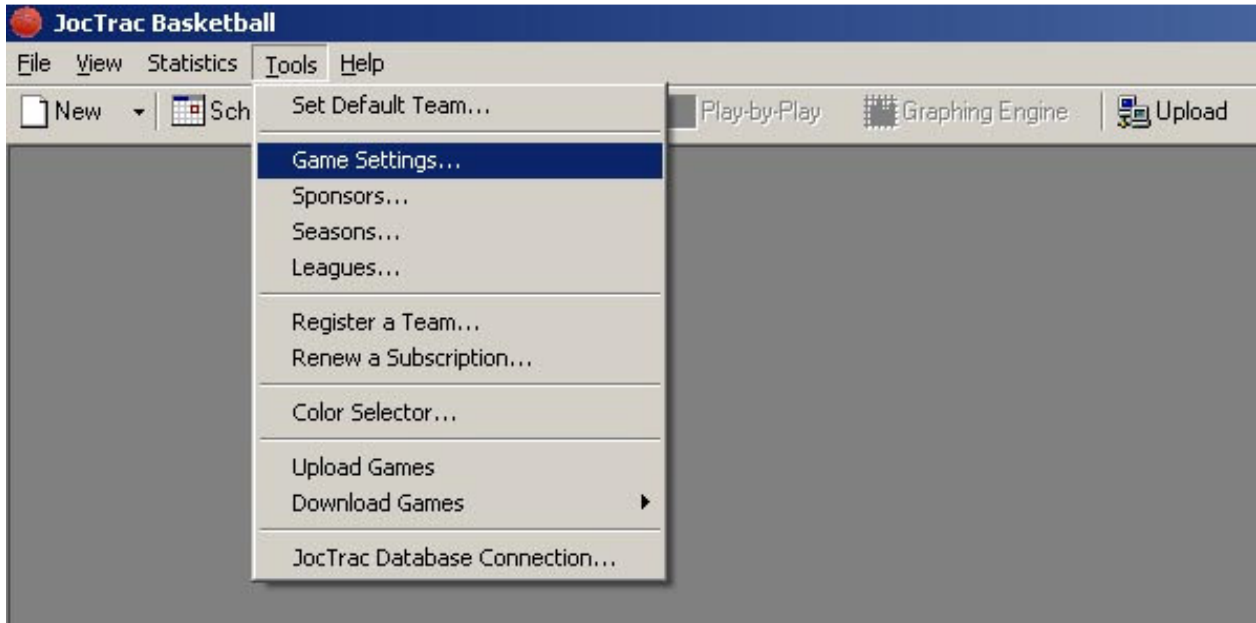 JocTrac Basketball
File View Statistics Tools Help
New Sch Play-by-Play Graphing Engine Upload
Set Default Team...
Game Settings...
Sponsors...
Seasons...
Leagues...
Register a Team...
Renew a Subscription...
Color Selector...
Upload Games
Download Games
JocTrac Database Connection...